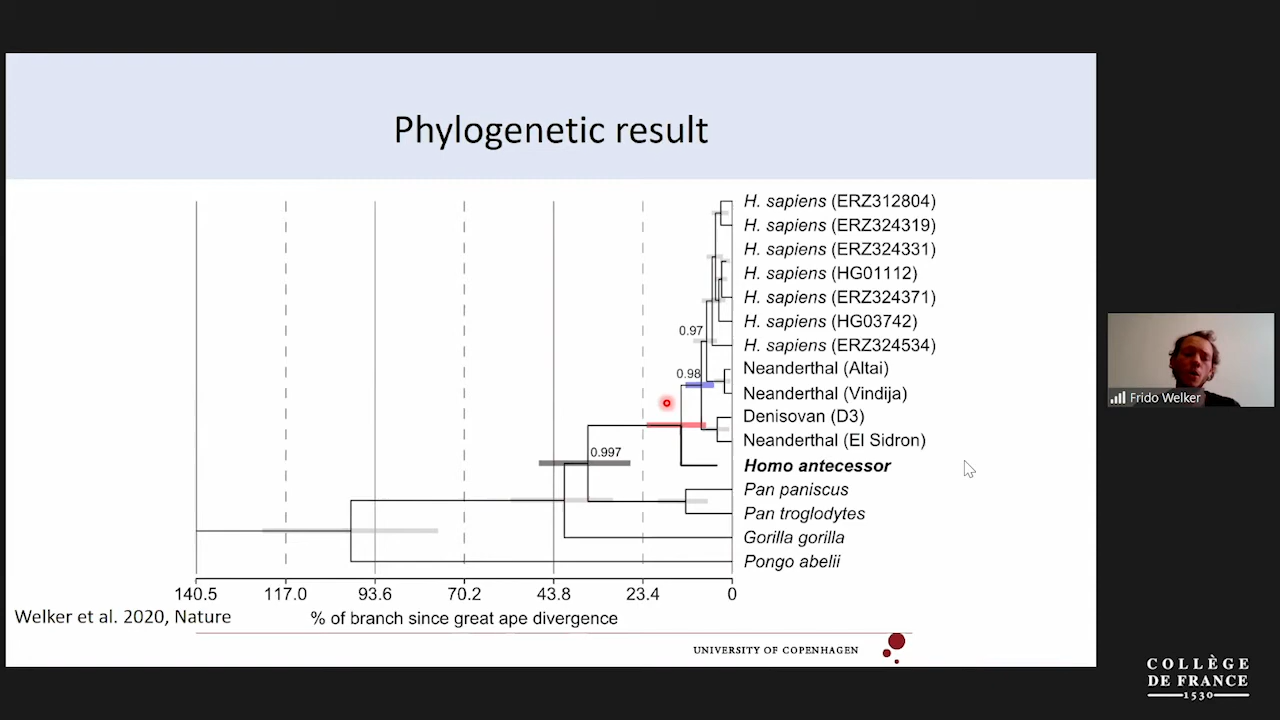 Phylogenetic result
H. sapiens (ERZ312804)
H. sapiens (ERZ324319)
H. sapiens (ERZ324331)
H. sapiens (HG01112)
H. sapiens (ERZ324371)
H. sapiens (HG03742)
0.97
H. sapiens (ERZ324534)
Neanderthal (Altai)
0.98
Neanderthal (Vindija)
Denisovan (D3)
Neanderthal (El Sidron)
0.997
Homo antecessor
Pan paniscus
Pan troglodytes
Gorilla gorilla
Pongo abelii
140.5 117.0 93.6 70.2 43.8 23.4 0
% of branch since great ape divergence
Welker et al. 2020, Nature
UNIVERSITY OF COPENHAGEN
Frido Welker
COLLÈGE
DE FRANCE
1530